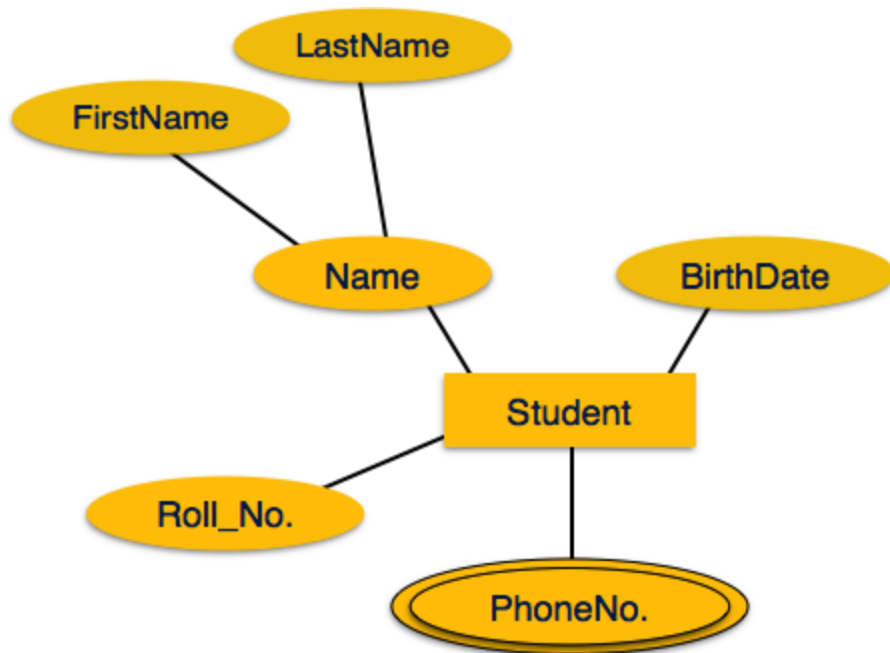 LastName
FirstName
Name
BirthDate
Student
Roll_No.
PhoneNo.